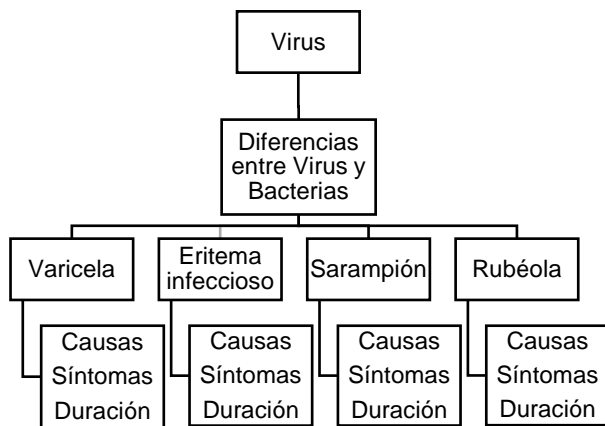 Virus
Diferencias
entre Virus y
Bacterias
Varicela
Eritema
infeccioso
Sarampión
Rubéola
Causas
Síntomas
Duración
Causas
Síntomas
Duración
Causas
Síntomas
Duración
Causas
Síntomas
Duración